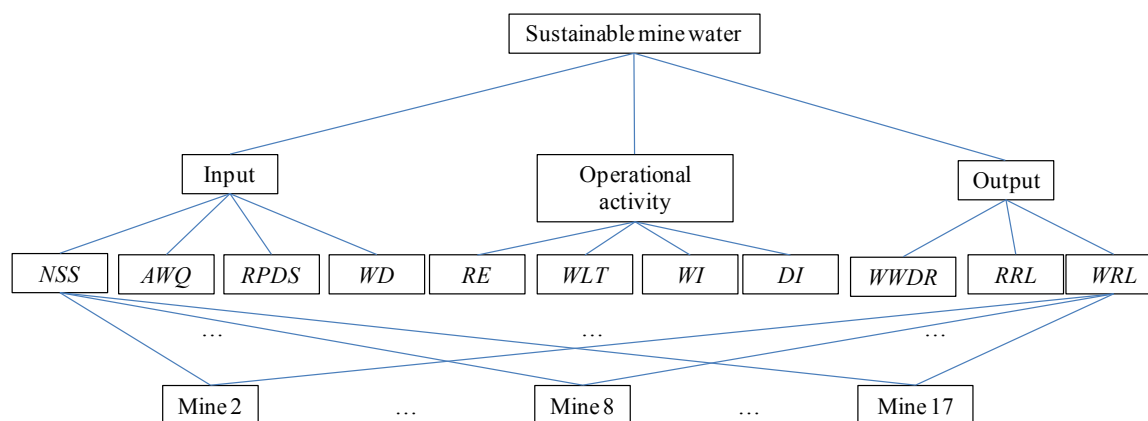 Sustainable mine water
Input
Operational
activity
Output
NSS
AWQ
RPDS
WD
RE
WLT
WI
DI
WWDR
RRL
WRL
…
…
…
Mine 2
…
Mine 8
…
Mine 17